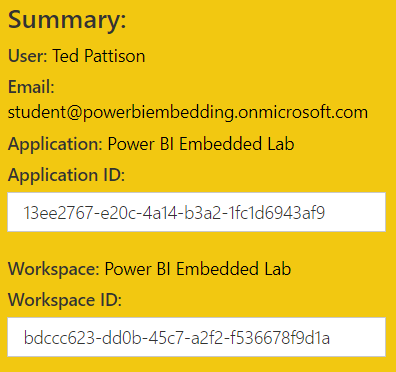 Summary:
User: Ted Pattison
Email:
student@powerbiembedding.onmicrosoft.com
Application: Power BI Embedded Lab
Application ID:
13ee2767-e20c-4a14-b3a2-1fc1d6943af9
Workspace: Power BI Embedded Lab
Workspace ID:
bdccc623-dd0b-45c7-a2f2-f536678f9d1a